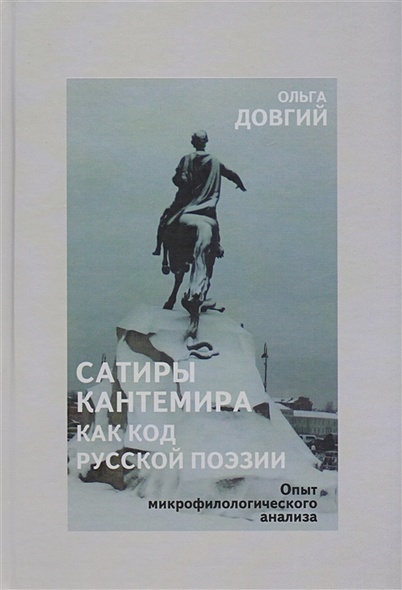 ОЛЬГА
ДОВГИЙ
САТИРЫ
КАНТЕМИРА
КАК КОД
РУССКОЙ ПОЭЗИИ
Опыт
микрофилологического
анализа